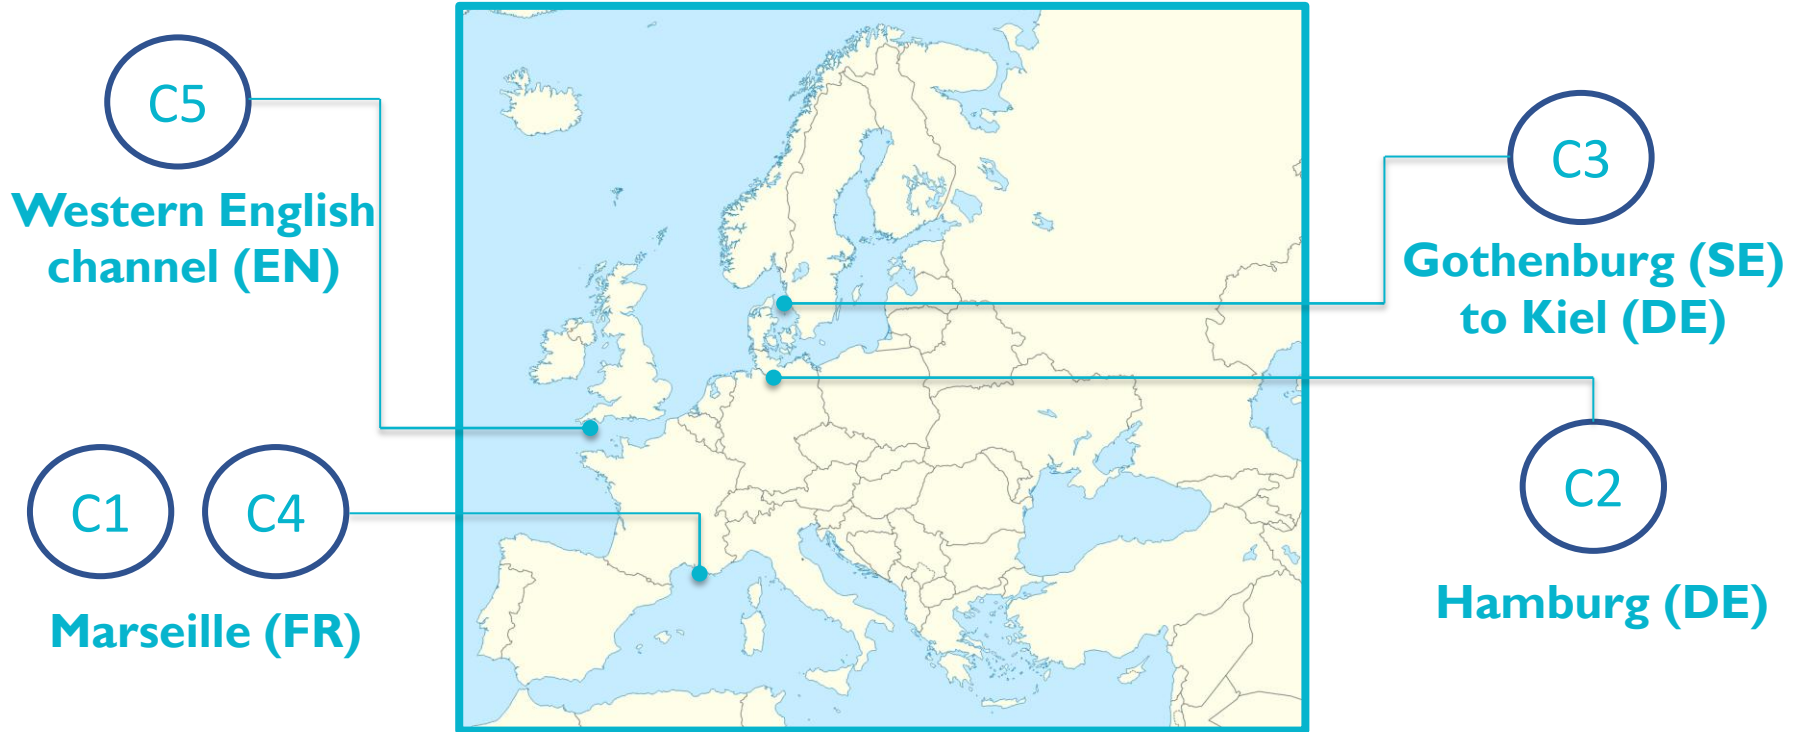 C5
Western English
channel (EN)
C1
C4
Marseille (FR)
C3
Gothenburg (SE)
to Kiel (DE)
C2
Hamburg (DE)